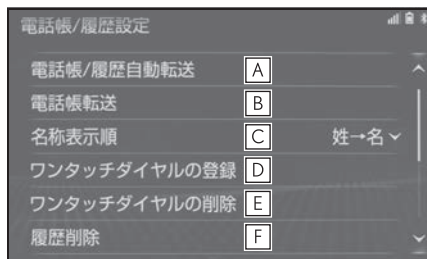 電話帳/履歴設定
電話帳/履歴自動転送 A
電話帳転送 B
名称表示順 C 姓→名
ワンタッチダイヤルの登録 D
ワンタッチダイヤルの削除 E
履歴削除 F